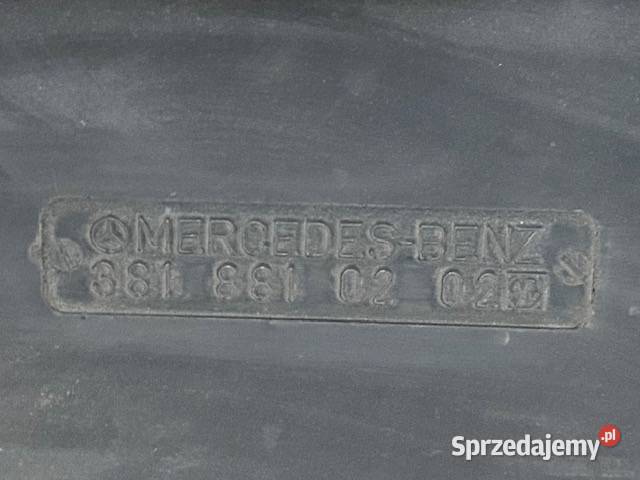 MERCEDES-BENZ
381 881 02 02
Sprzedajemy.pl